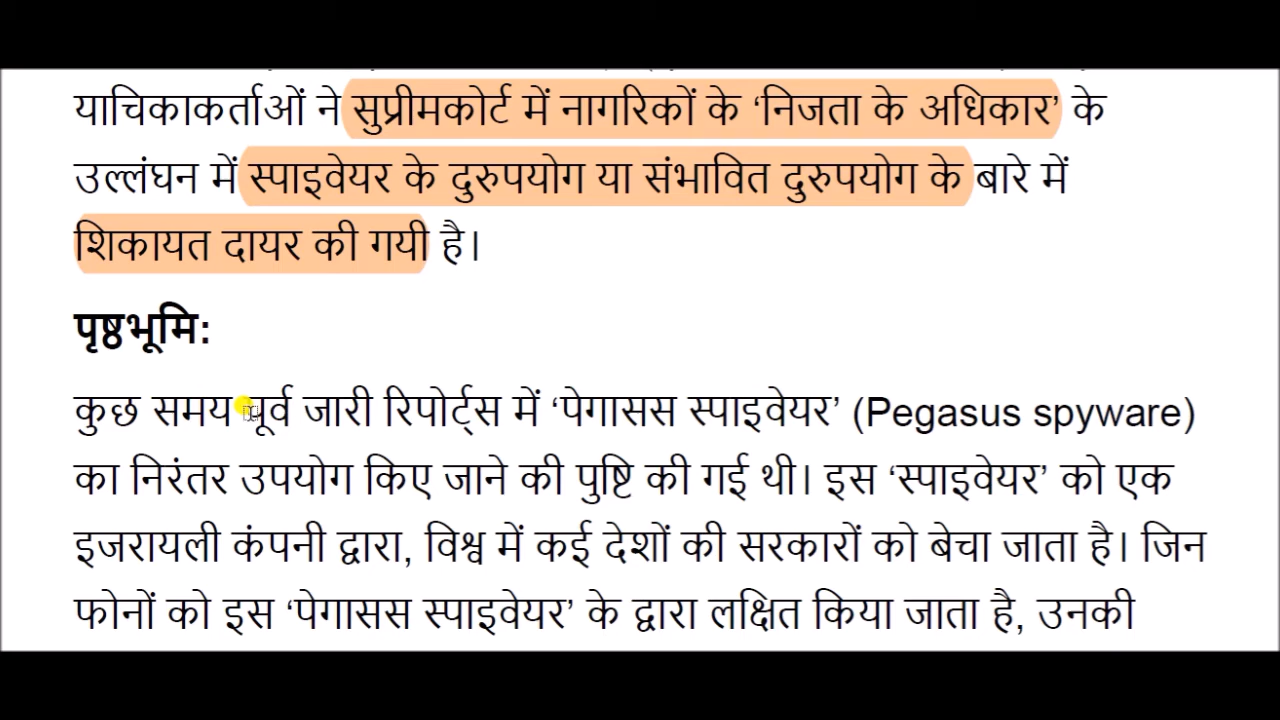 याचिकाकर्ताओं ने सुप्रीमकोर्ट में नागरिकों के ‘निजता के अधिकार’ के
उल्लंघन में स्पाइवेयर के दुरुपयोग या संभावित दुरुपयोग के बारे में
शिकायत दायर की गयी है।
पृष्ठभूमि:
कुछ समय पूर्व जारी रिपोर्ट्स में ‘पेगासस स्पाइवेयर’ (Pegasus spyware)
का निरंतर उपयोग किए जाने की पुष्टि की गई थी। इस ‘स्पाइवेयर’ को एक
इजरायली कंपनी द्वारा, विश्व में कई देशों की सरकारों को बेचा जाता है। जिन
फोनों को इस ‘पेगासस स्पाइवेयर’ के द्वारा लक्षित किया जाता है, उनकी